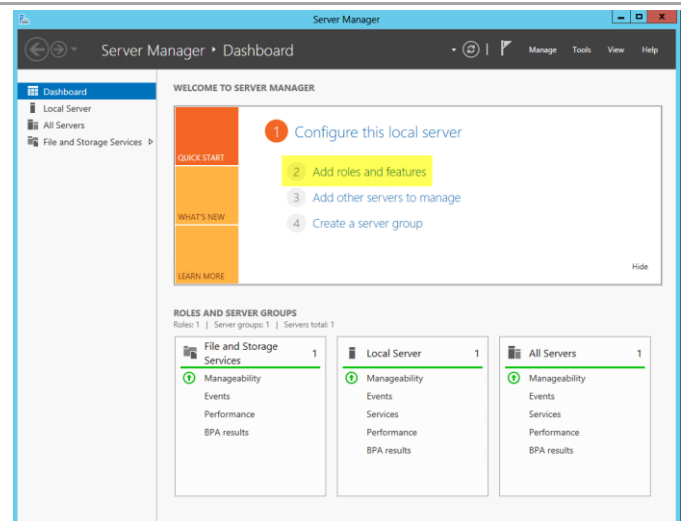 Server Manager
Server Manager • Dashboard
Manage Tools View Help
Dashboard
Local Server
All Servers
File and Storage Services
WELCOME TO SERVER MANAGER
QUICK START
WHAT'S NEW
LEARN MORE
1 Configure this local server
2 Add roles and features
3 Add other servers to manage
4 Create a server group
Hide
ROLES AND SERVER GROUPS
Roles: 1 | Server groups: 1 | Servers total: 1
File and Storage
Services
1
Manageability
Events
Performance
BPA results
Local Server 1
Manageability
Events
Services
Performance
BPA results
All Servers 1
Manageability
Events
Services
Performance
BPA results